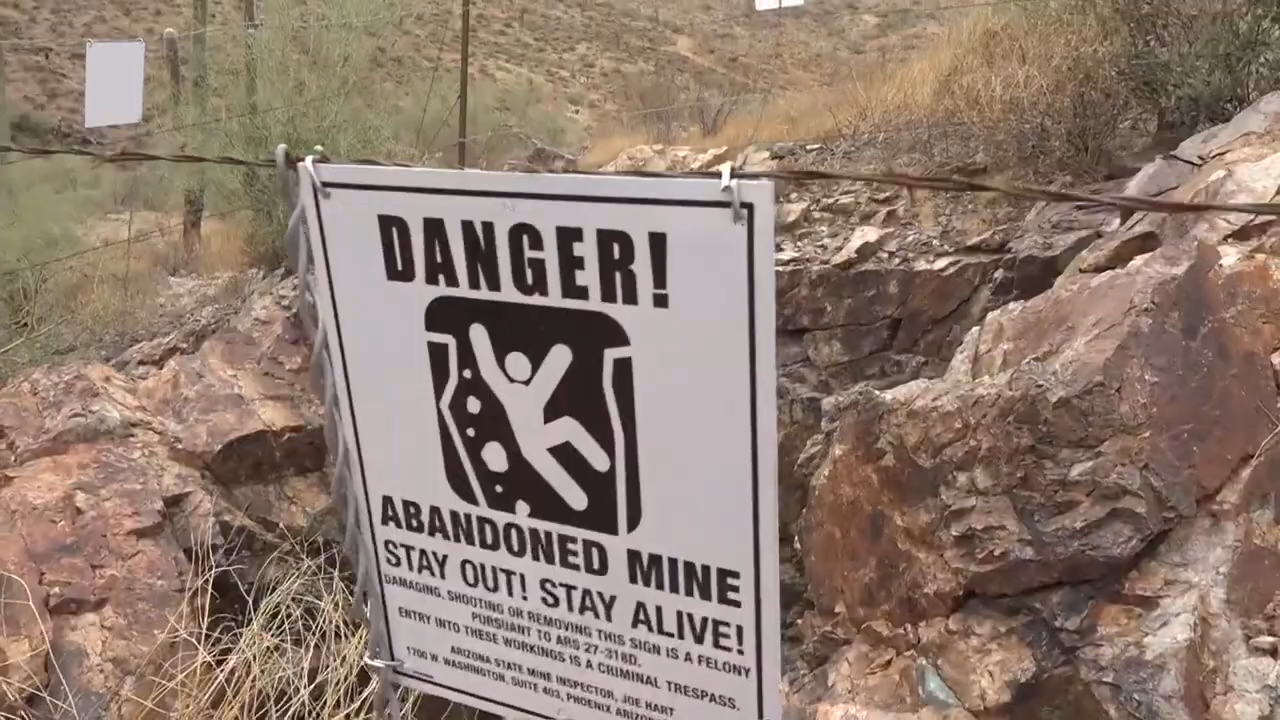 DANGER!
ABANDONED MINE
STAY OUT! STAY ALIVE!
DAMAGING, SHOOTING OR REMOVING THIS SIGN IS A FELONY
PURSUANT TO ARS 27-318D.
ENTRY INTO THESE WORKINGS IS A CRIMINAL TRESPASS.
ARIZONA STATE MINE INSPECTOR, JOE HART
1700 W. WASHINGTON, SUITE 403, PHOENIX